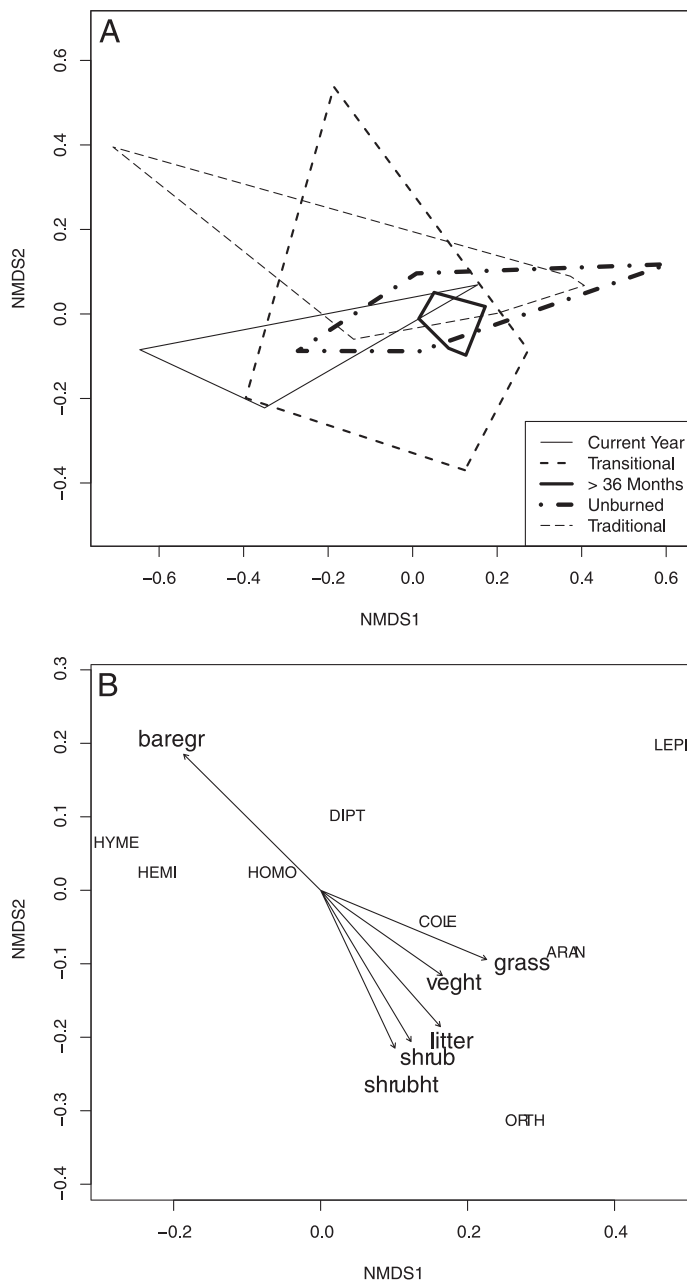 A
0.6
0.4
0.2
0.0
−0.2
−0.4
NMDS2
Current Year
Transitional
> 36 Months
Unburned
Traditional
−0.6 −0.4 −0.2 0.0 0.2 0.4 0.6
NMDS1
B
0.3
0.2
0.1
0.0
−0.1
−0.2
−0.3
−0.4
NMDS2
baregr
LEPI
DIPT
HYME
HEMI
HOMO
COLE
ARAN
grass
veght
litter
shrub
shrubht
ORTH
−0.2 0.0 0.2 0.4
NMDS1